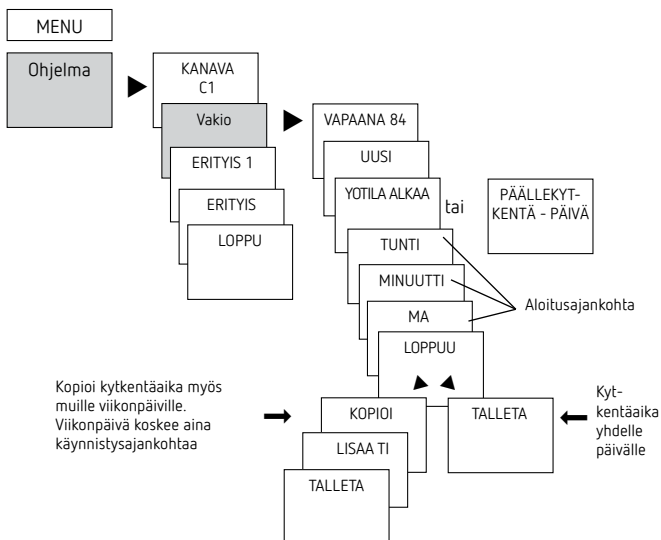 MENU
Ohjelma
KANAVA
C1
Vakio
ERITYIS 1
ERITYIS
LOPPU
VAPAANA 84
UUSI
YOTILA ALKAA
tai
PÄÄLLEKYT-
KENTÄ - PÄIVÄ
TUNTI
MINUUTTI
MA
Aloitusajankohta
LOPPUU
Kopioi kytkentäaika myös
muille viikonpäiville.
Viikonpäivä koskee aina
käynnistysajankohtaa
KOPIOI
LISAA TI
TALLETA
TALLETA
Kyt-
kentäaika
yhdelle
päivälle